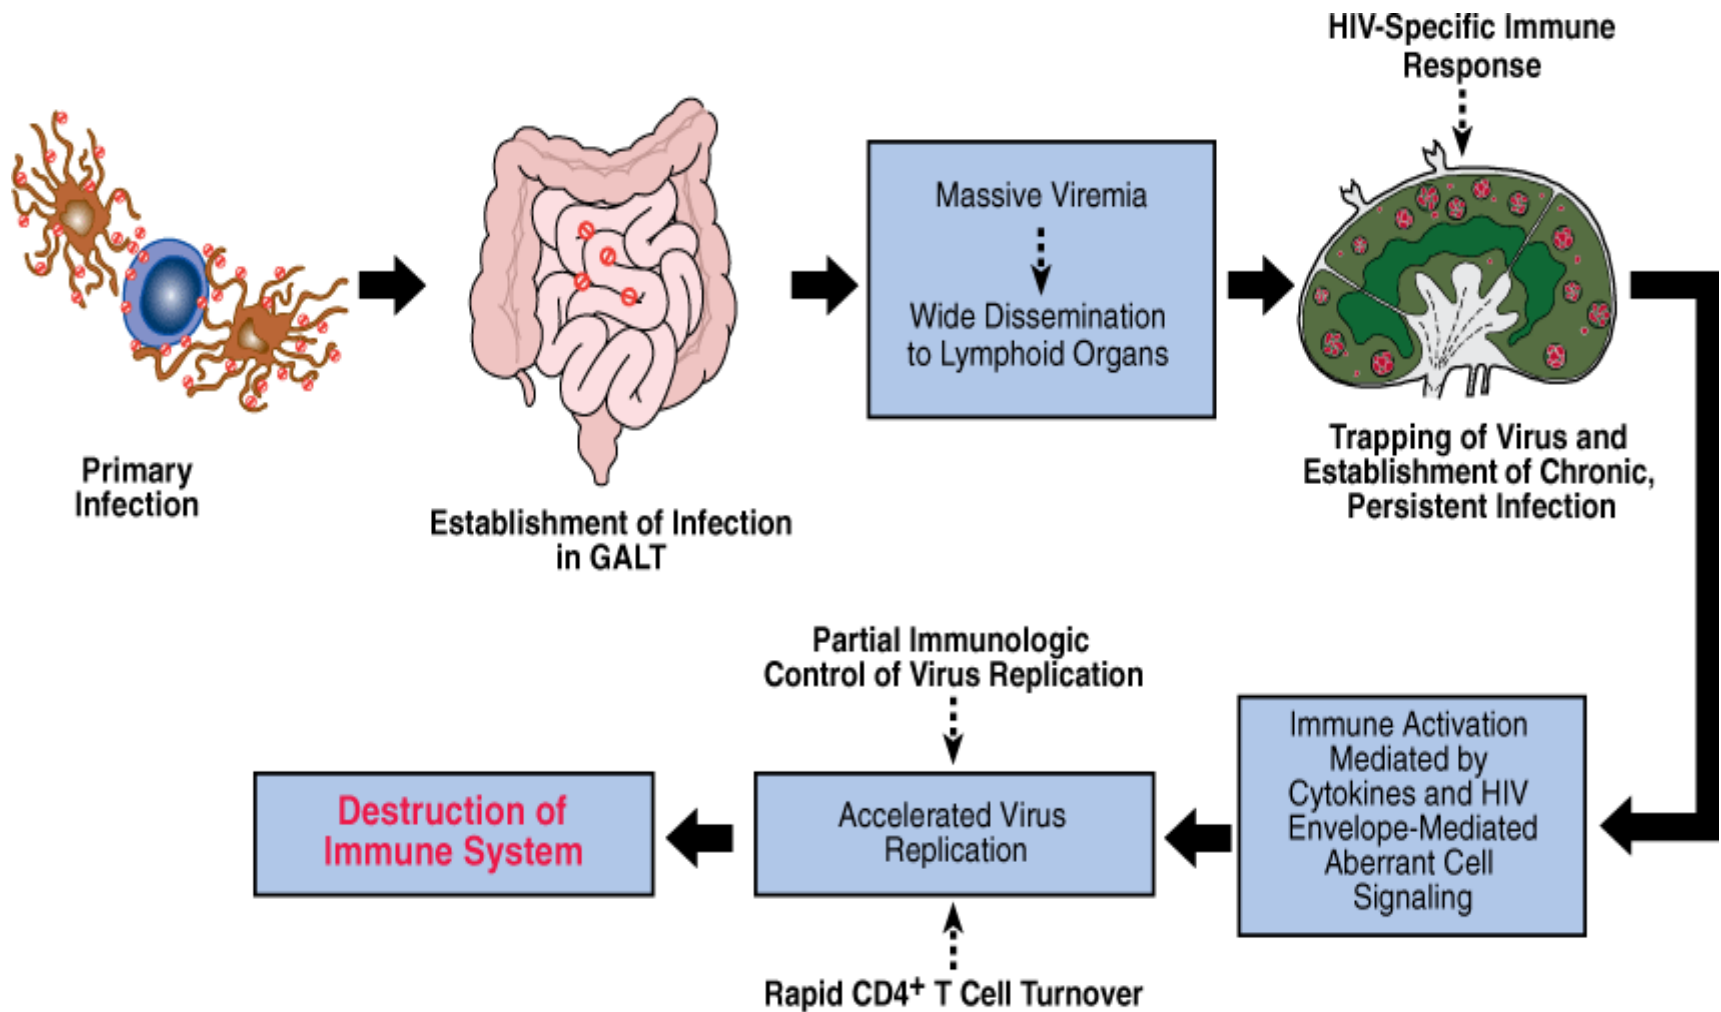 Primary
Infection
Establishment of Infection
in GALT
Massive Viremia
Wide Dissemination
to Lymphoid Organs
HIV-Specific Immune
Response
Trapping of Virus and
Establishment of Chronic,
Persistent Infection
Immune Activation
Mediated by
Cytokines and HIV
Envelope-Mediated
Aberrant Cell
Signaling
Partial Immunologic
Control of Virus Replication
Accelerated Virus
Replication
Rapid CD4⁺ T Cell Turnover
Destruction of
Immune System